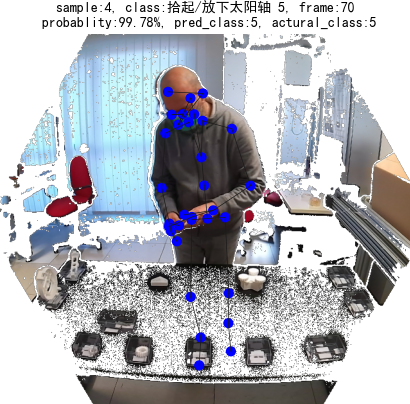 sample:4, class:拾起/放下太阳轴 5, frame:70
probablity:99.78%, pred_class:5, actural_class:5